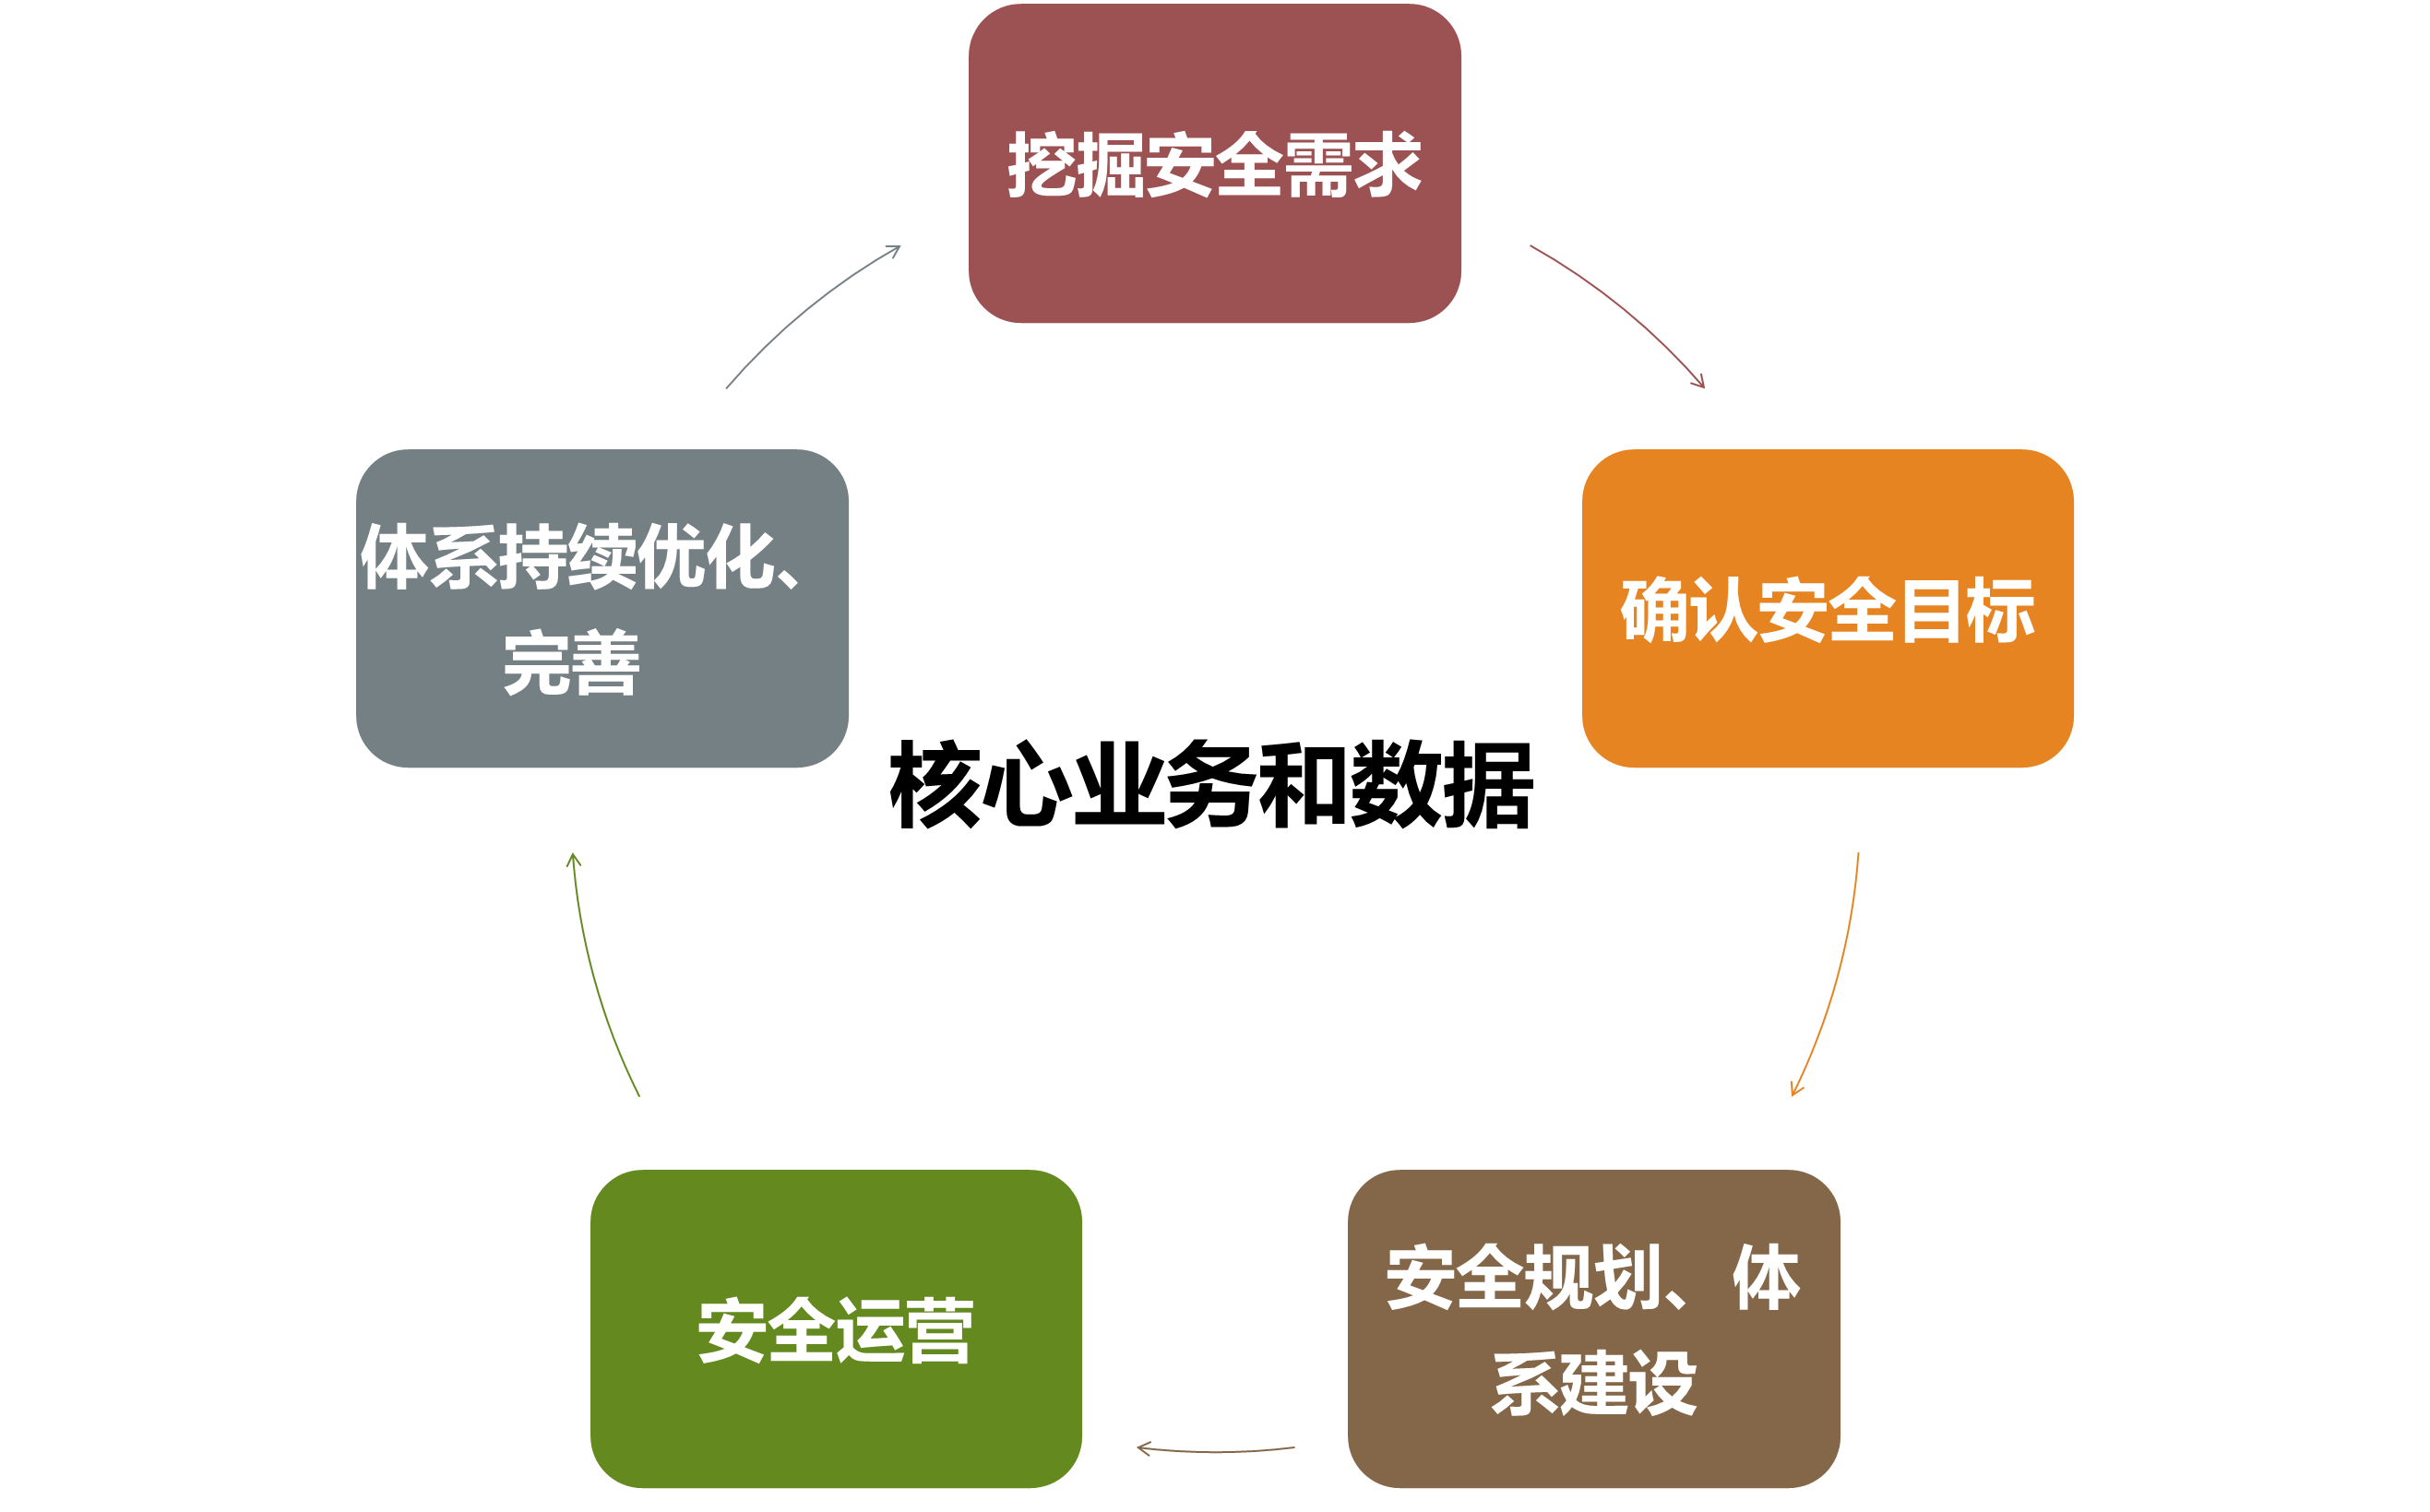 挖掘安全需求
体系持续优化、
完善
确认安全目标
核心业务和数据
安全运营
安全规划、 体
系建设